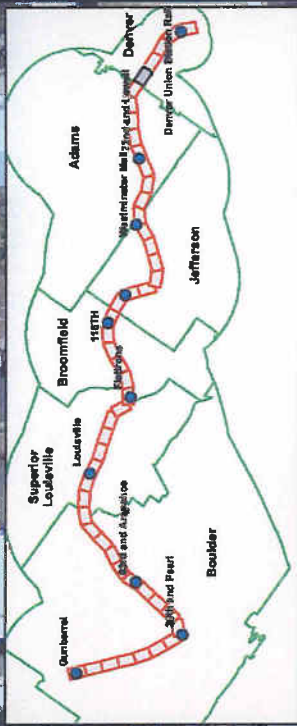 Gunbarrel
30th and Pearl
Boulder
63rd and Arapahoe
Superior
Louisville
Louisville
Flatirons
Broomfield
116TH
Jefferson
Westminster Mall
72nd and Lowell
Adams
Denver
Denver Union Station Rail